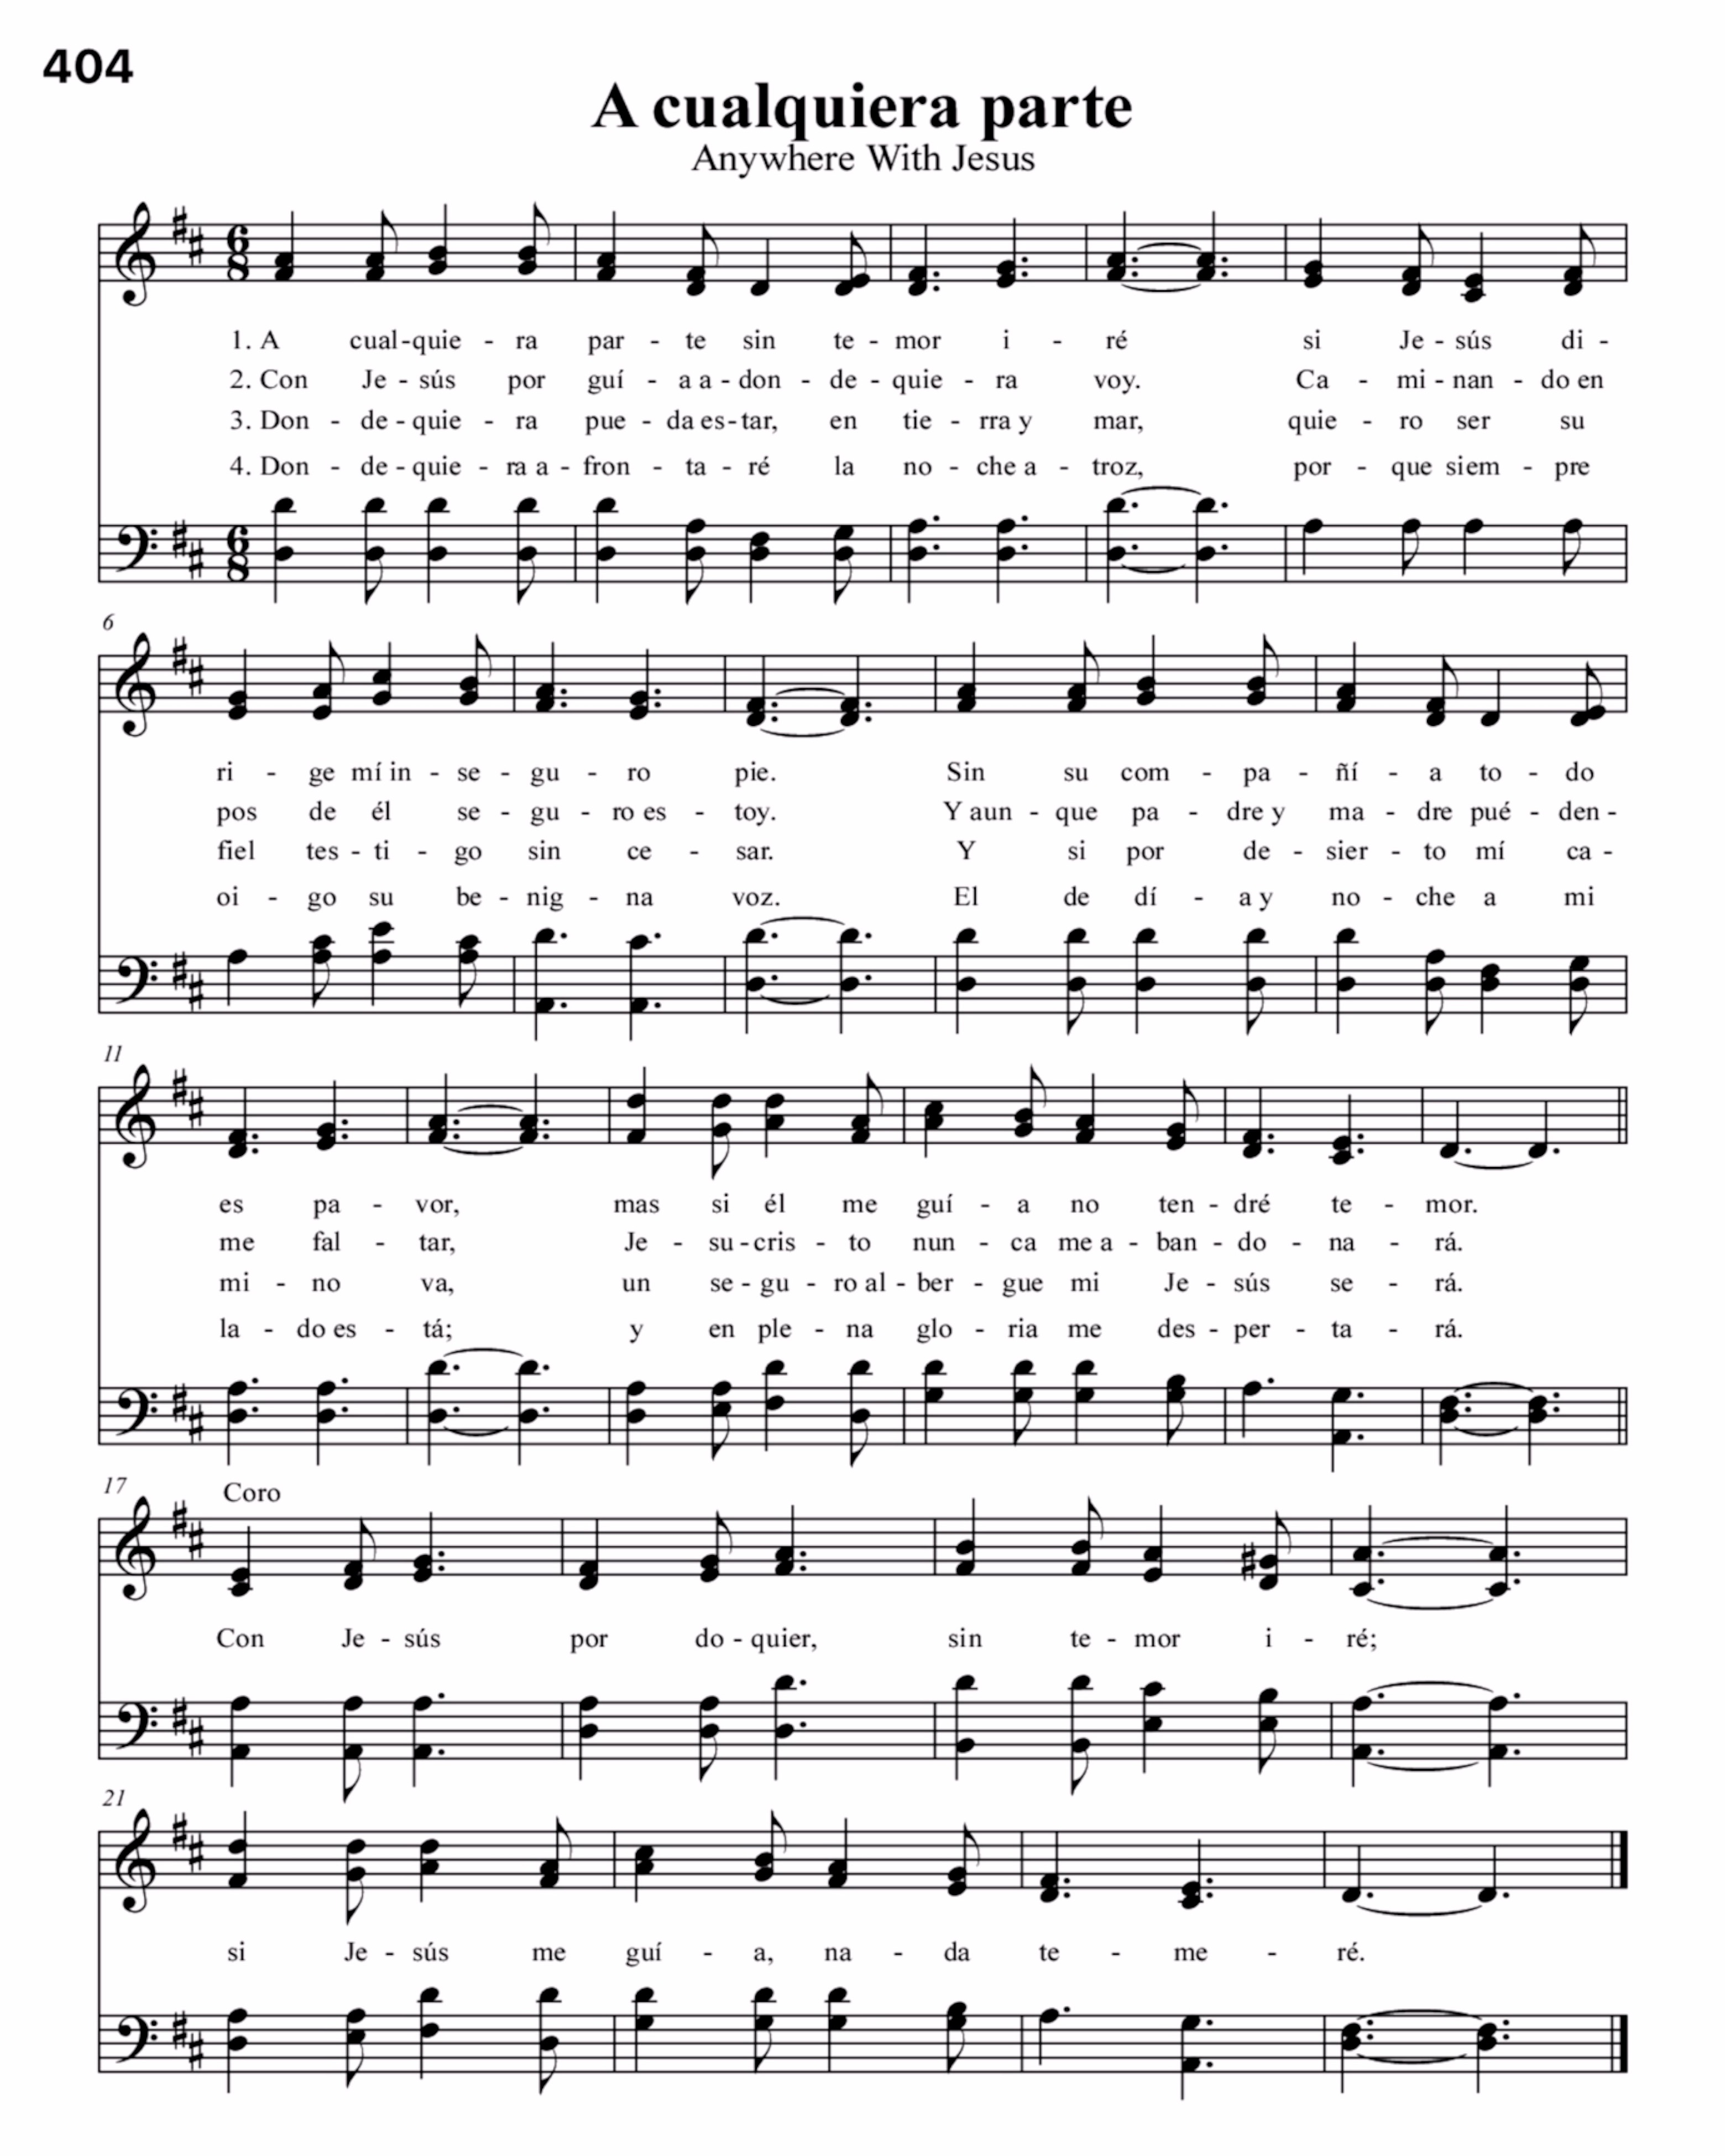 404
A cualquiera parte
Anywhere With Jesus
6 8
1. A cual-quie - ra par - te sin te - mor i - ré si Je - sús di -
2. Con Je - sús por guí - a a - don - de - quie - ra voy. Ca - mi - nan - do en
3. Don - de - quie - ra pue - da es - tar, en tie - rra y mar, quie - ro ser su
4. Don - de - quie - ra a - fron - ta - ré la no - che a - troz, por - que siem - pre
6 8
6
ri - ge mí in - se - gu - ro pie. Sin su com - pa - ñí - a to - do
pos de él se - gu - ro es - toy. Y aun - que pa - dre y ma - dre pué - den -
fiel tes - ti - go sin ce - sar. Y si por de - sier - to mí ca -
oi - go su be - nig - na voz. El de dí - a y no - che a mi
11
es pa - vor, mas si él me guí - a no ten - dré te - mor.
me fal - tar, Je - su - cris - to nun - ca me a - ban - do - na - rá.
mi - no va, un se - gu - ro al - ber - gue mi Je - sús se - rá.
la - do es - tá; y en ple - na glo - ria me des - per - ta - rá.
17
Coro
Con Je - sús por do - quier, sin te - mor i - ré;
21
si Je - sús me guí - a, na - da te - me - ré.